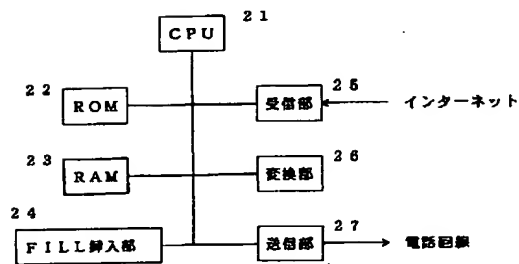 21
CPU
22
ROM
25
受信部
インターネット
23
RAM
26
変換部
24
FILL挿入部
27
送信部
電話回線